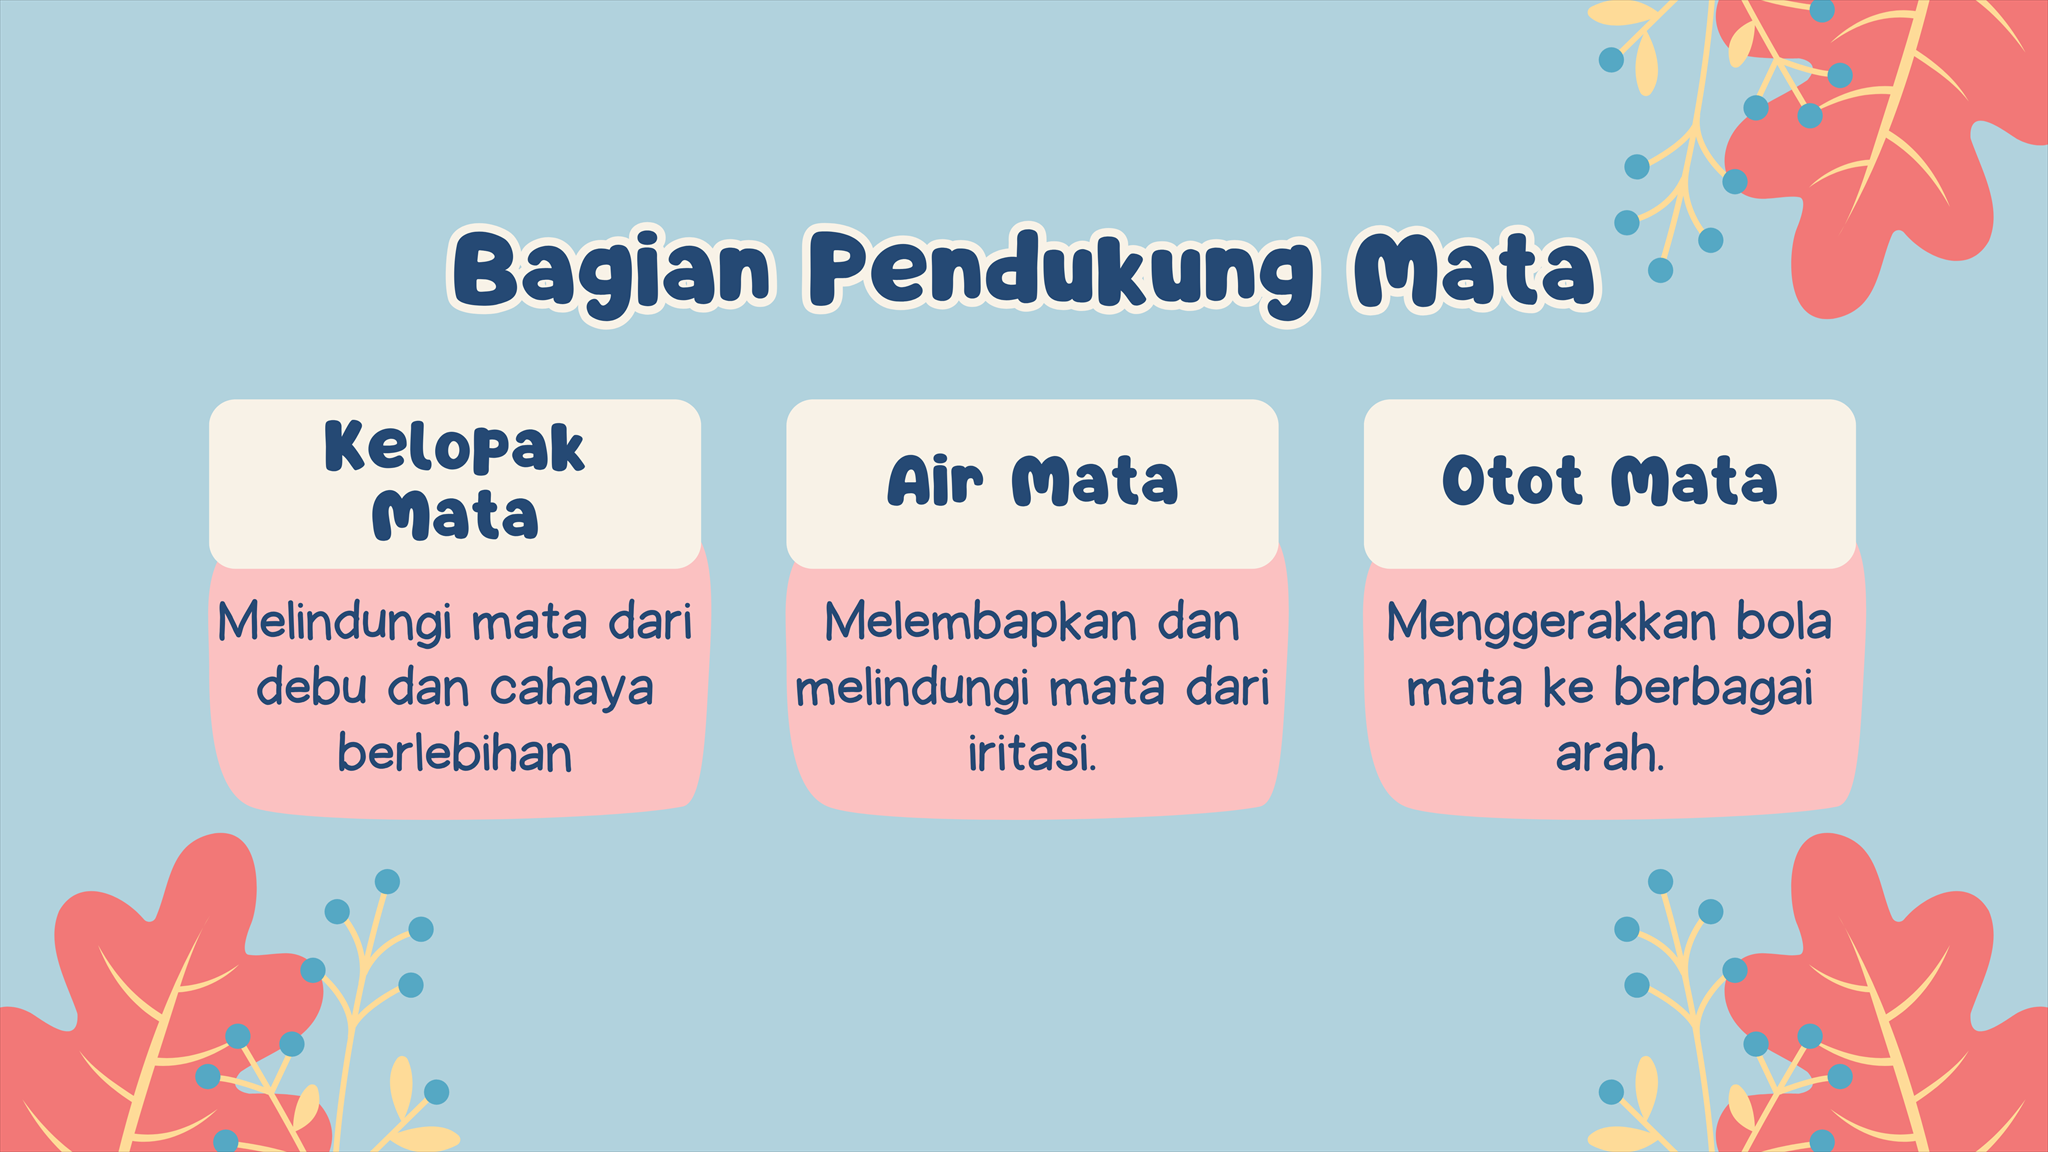 Bagian Pendukung Mata
Kelopak
Mata
Melindungi mata dari
debu dan cahaya
berlebihan
Air Mata
Melembapkan dan
melindungi mata dari
iritasi.
Otot Mata
Menggerakkan bola
mata ke berbagai
arah.